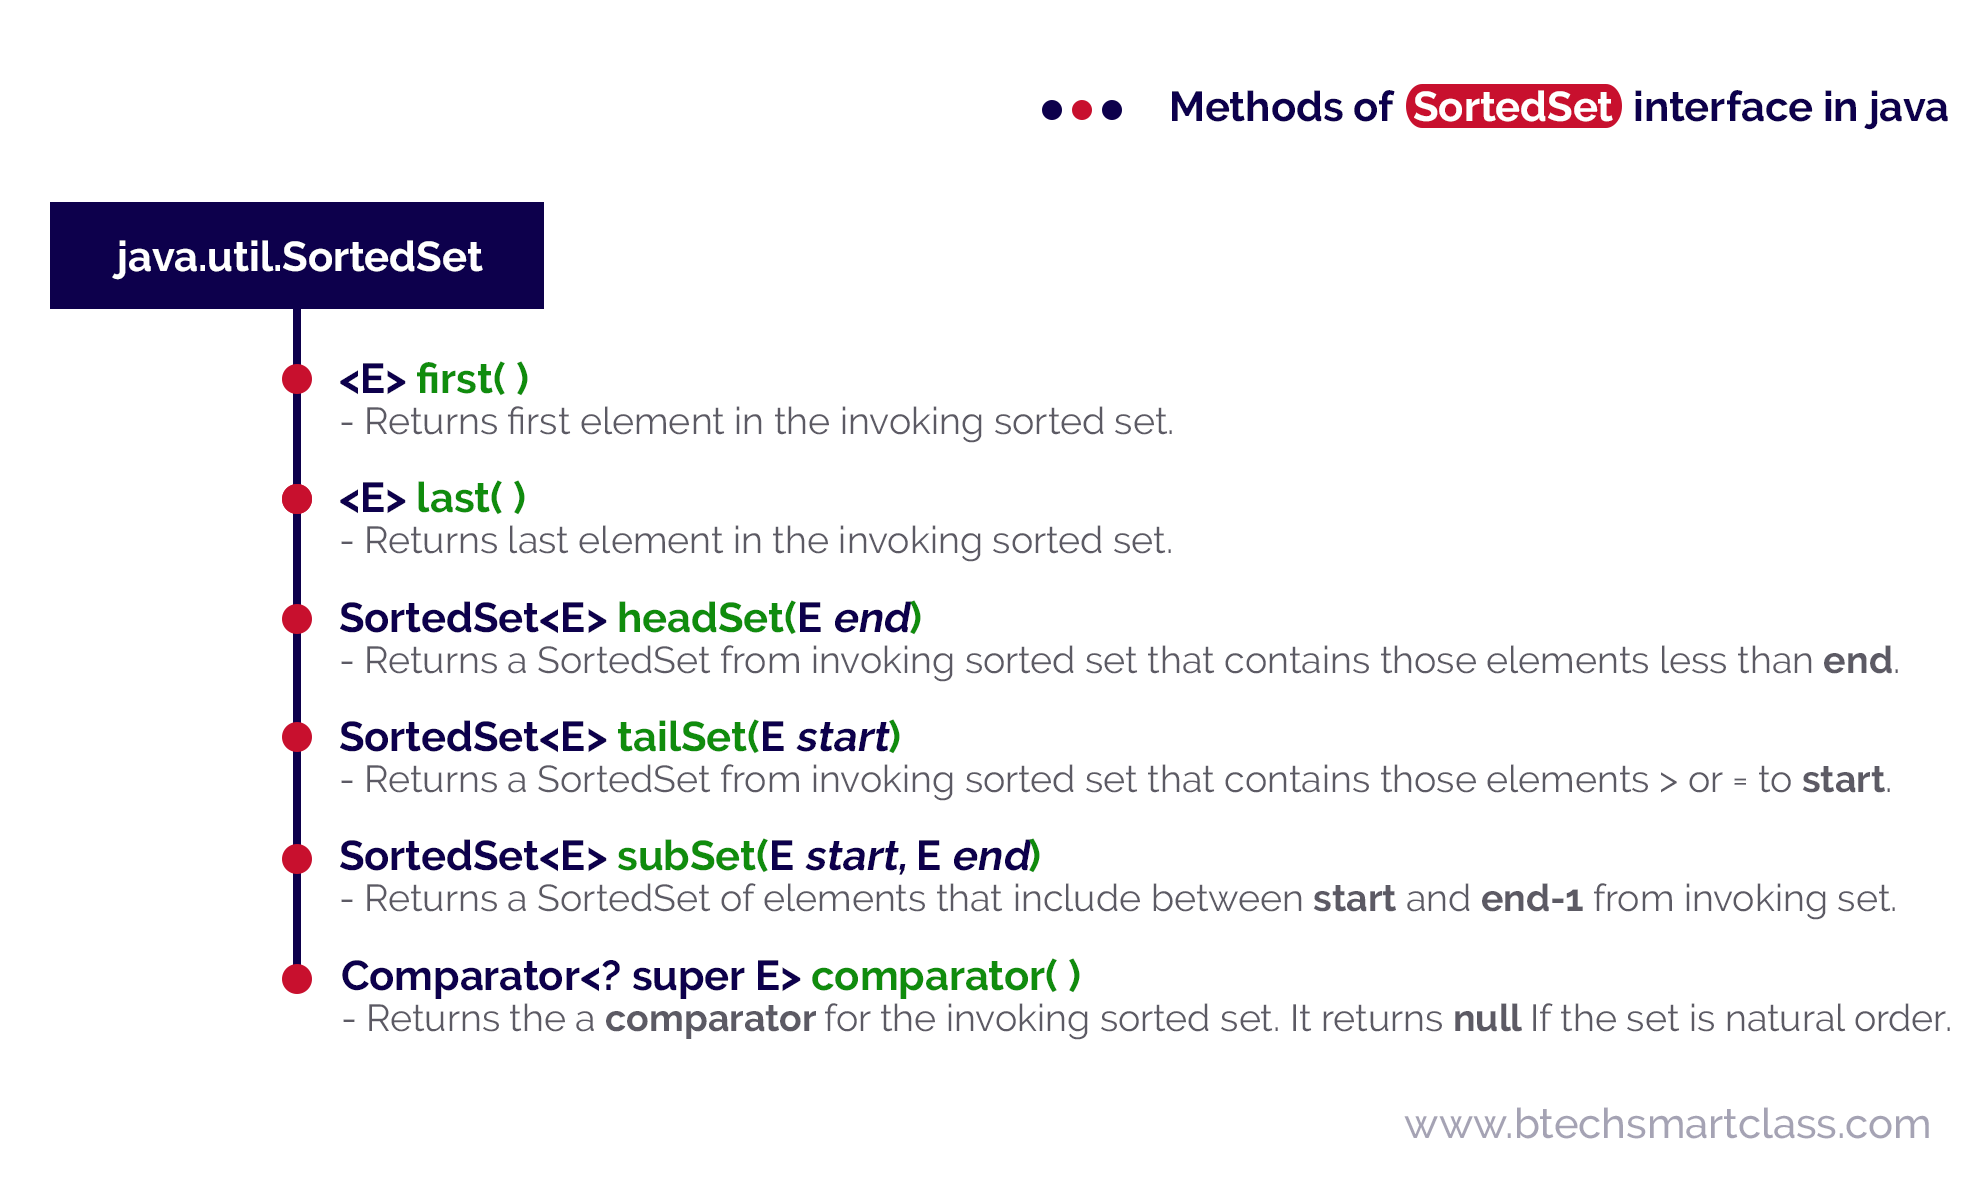 Methods of SortedSet interface in java
java.util.SortedSet
<E> first( )
- Returns first element in the invoking sorted set.
<E> last( )
- Returns last element in the invoking sorted set.
SortedSet<E> headSet(E end)
- Returns a SortedSet from invoking sorted set that contains those elements less than end.
SortedSet<E> tailSet(E start)
- Returns a SortedSet from invoking sorted set that contains those elements > or = to start.
SortedSet<E> subSet(E start, E end)
- Returns a SortedSet of elements that include between start and end-1 from invoking set.
Comparator<? super E> comparator( )
- Returns the a comparator for the invoking sorted set. It returns null If the set is natural order.
www.btechsmartclass.com